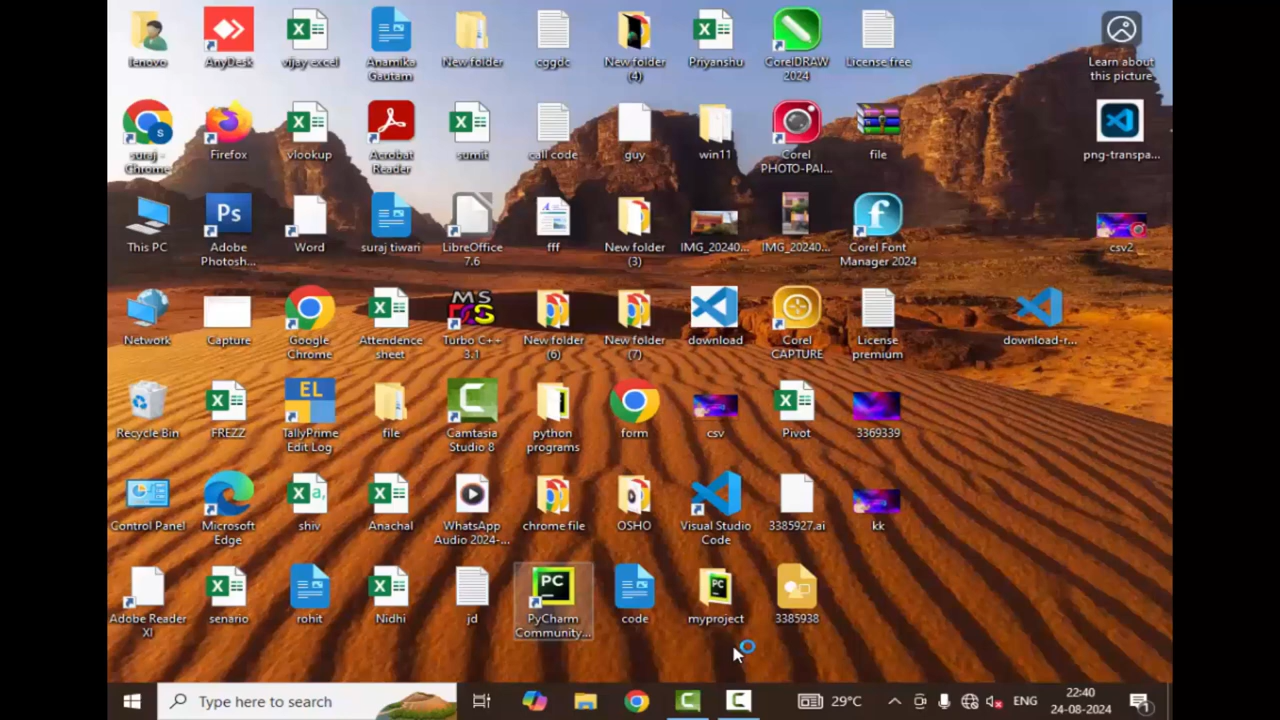 lenovo
AnyDesk
vijay excel
Anamika
Gautam
New folder
cggdc
New folder
(4)
Priyanshu
CorelDRAW
2024
License free
Learn about
this picture
suraj -
Chrome
Firefox
vlookup
Acrobat
Reader
sumit
call code
guy
win11
Corel
PHOTO-PAI...
file
png-transpa...
This PC
Ps
Adobe
Photosh...
Word
suraj tiwari
LibreOffice
7.6
fff
New folder
(3)
IMG_20240...
IMG_20240...
Corel Font
Manager 2024
csv2
Network
Capture
Google
Chrome
Attendence
sheet
Turbo C++
3.1
New folder
(6)
New folder
(7)
download
Corel
CAPTURE
License
premium
download-r...
Recycle Bin
FREZZ
EL
TallyPrime
Edit Log
file
Camtasia
Studio 8
python
programs
form
csv
Pivot
3369339
Control Panel
Microsoft
Edge
shiv
Anachal
WhatsApp
Audio 2024-...
chrome file
OSHO
Visual Studio
Code
3385927.ai
kk
Adobe Reader
XI
senario
rohit
Nidhi
jd
PC
PyCharm
Community...
code
PC
myproject
3385938
Type here to search
29°C
ENG
22:40
24-08-2024
1